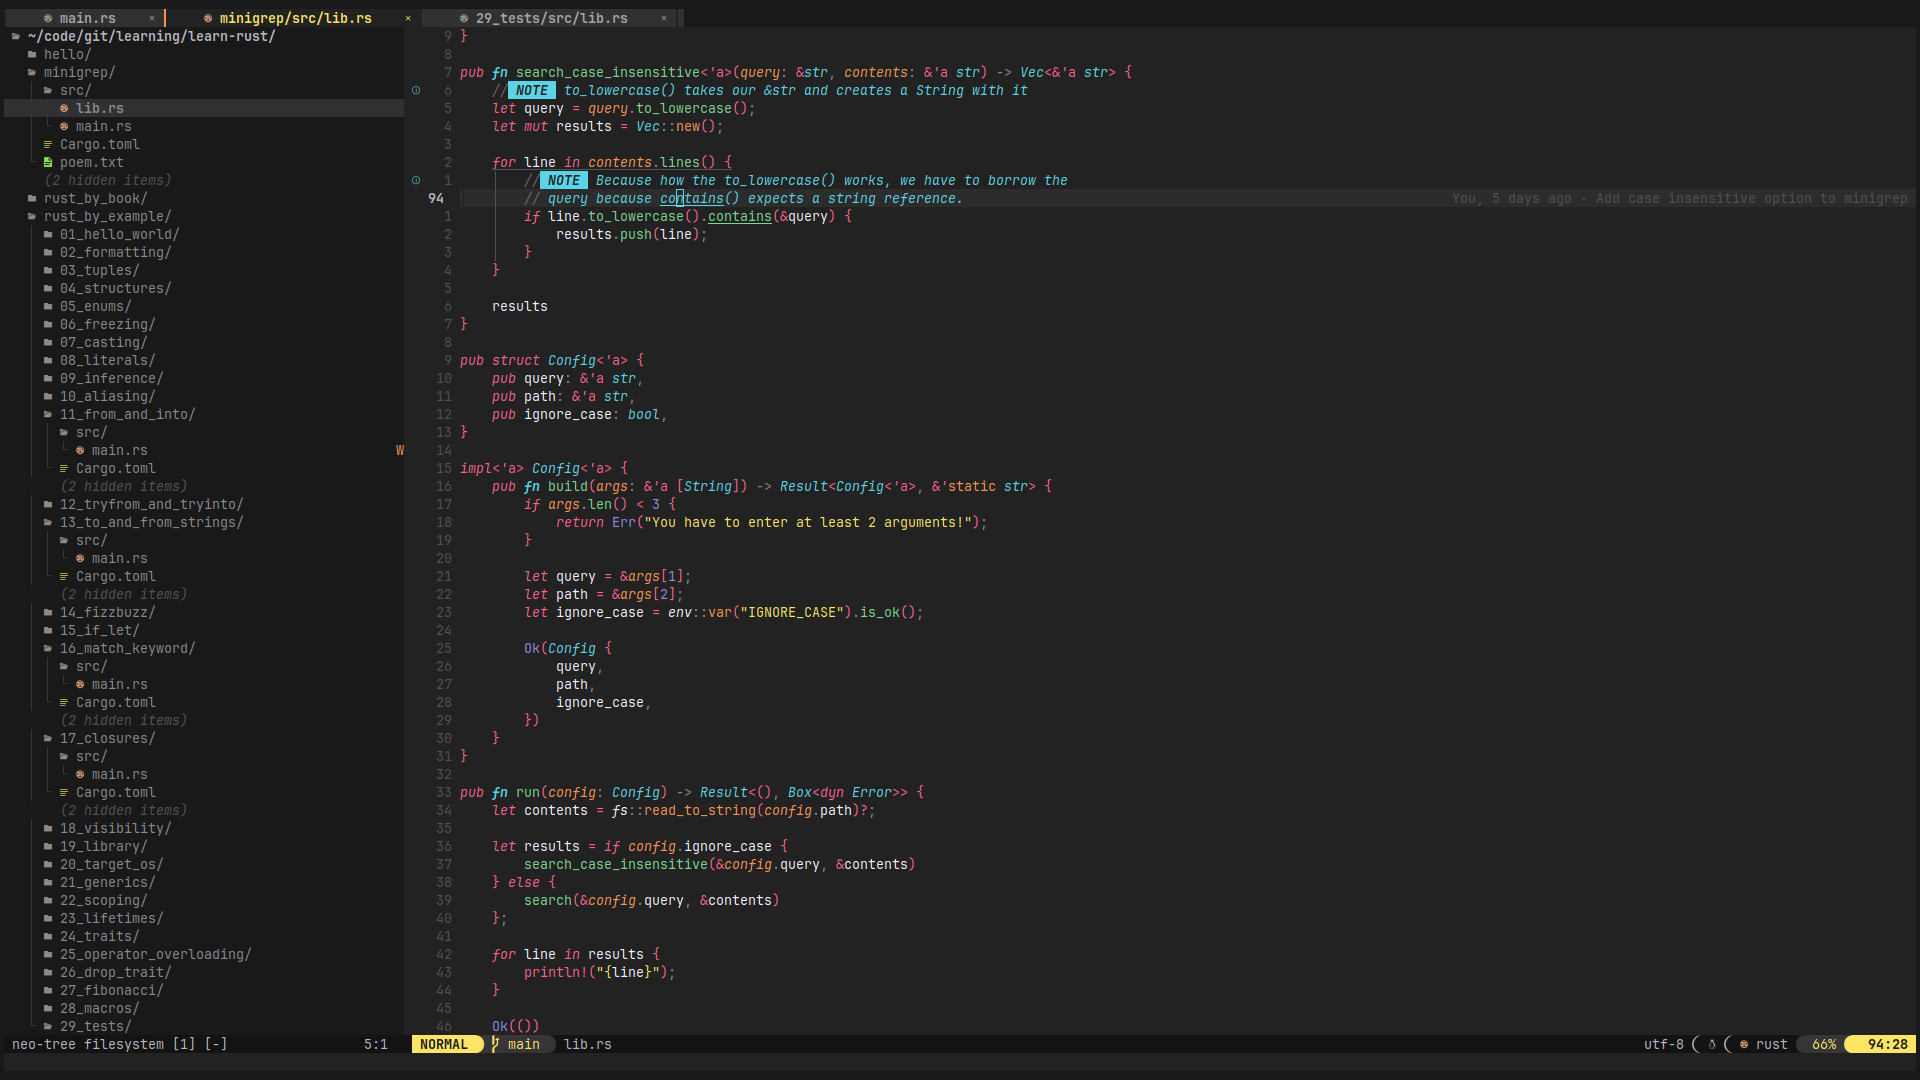 main.rs × minigrep/src/lib.rs × 29_tests/src/lib.rs ×
~/code/git/learning/learn-rust/
hello/
minigrep/
src/
lib.rs
main.rs
Cargo.toml
poem.txt
(2 hidden items)
rust_by_book/
rust_by_example/
01_hello_world/
02_formatting/
03_tuples/
04_structures/
05_enums/
06_freezing/
07_casting/
08_literals/
09_inference/
10_aliasing/
11_from_and_into/
src/
main.rs W
Cargo.toml
(2 hidden items)
12_tryfrom_and_tryinto/
13_to_and_from_strings/
src/
main.rs
Cargo.toml
(2 hidden items)
14_fizzbuzz/
15_if_let/
16_match_keyword/
src/
main.rs
Cargo.toml
(2 hidden items)
17_closures/
src/
main.rs
Cargo.toml
(2 hidden items)
18_visibility/
19_library/
20_target_os/
21_generics/
22_scoping/
23_lifetimes/
24_traits/
25_operator_overloading/
26_drop_trait/
27_fibonacci/
28_macros/
29_tests/
9 }
8
7 pub fn search_case_insensitive<'a>(query: &str, contents: &'a str) -> Vec<&'a str> {
6     // NOTE to_lowercase() takes our &str and creates a String with it
5     let query = query.to_lowercase();
4     let mut results = Vec::new();
3
2     for line in contents.lines() {
1         // NOTE Because how the to_lowercase() works, we have to borrow the
94         // query because contains() expects a string reference. You, 5 days ago - Add case insensitive option to minigrep
1         if line.to_lowercase().contains(&query) {
2             results.push(line);
3         }
4     }
5
6     results
7 }
8
9 pub struct Config<'a> {
10     pub query: &'a str,
11     pub path: &'a str,
12     pub ignore_case: bool,
13 }
14
15 impl<'a> Config<'a> {
16     pub fn build(args: &'a [String]) -> Result<Config<'a>, &'static str> {
17         if args.len() < 3 {
18             return Err("You have to enter at least 2 arguments!");
19         }
20
21         let query = &args[1];
22         let path = &args[2];
23         let ignore_case = env::var("IGNORE_CASE").is_ok();
24
25         Ok(Config {
26             query,
27             path,
28             ignore_case,
29         })
30     }
31 }
32
33 pub fn run(config: Config) -> Result<(), Box<dyn Error>> {
34     let contents = fs::read_to_string(config.path)?;
35
36     let results = if config.ignore_case {
37         search_case_insensitive(&config.query, &contents)
38     } else {
39         search(&config.query, &contents)
40     };
41
42     for line in results {
43         println!("{line}");
44     }
45
46     Ok(())
neo-tree filesystem [1] [-] 5:1 NORMAL main lib.rs utf-8 rust 66% 94:28